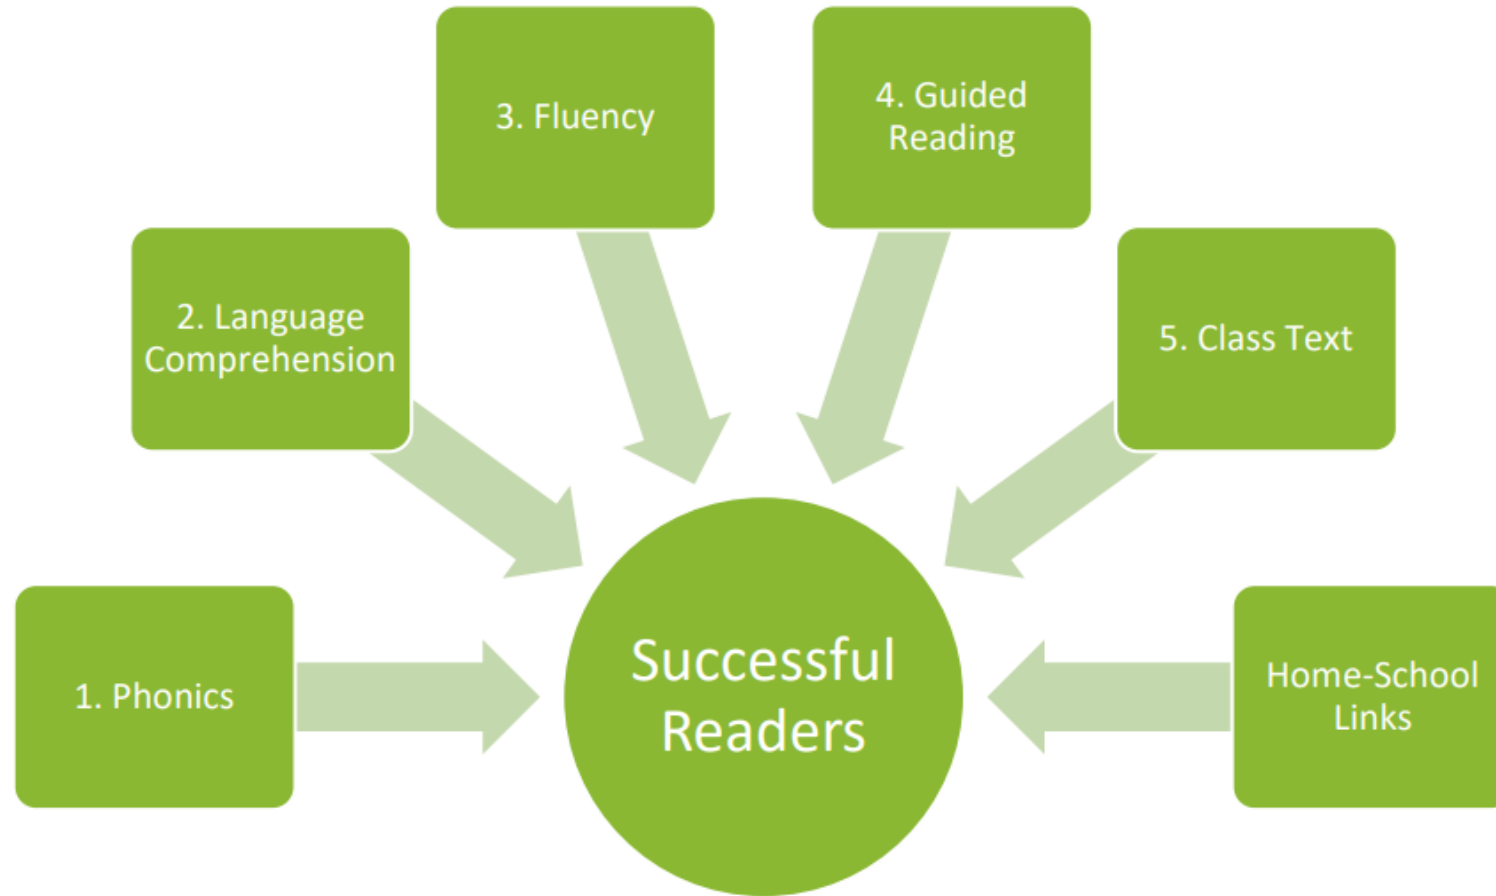 1. Phonics
2. Language
Comprehension
3. Fluency
4. Guided
Reading
5. Class Text
Home-School
Links
Successful
Readers